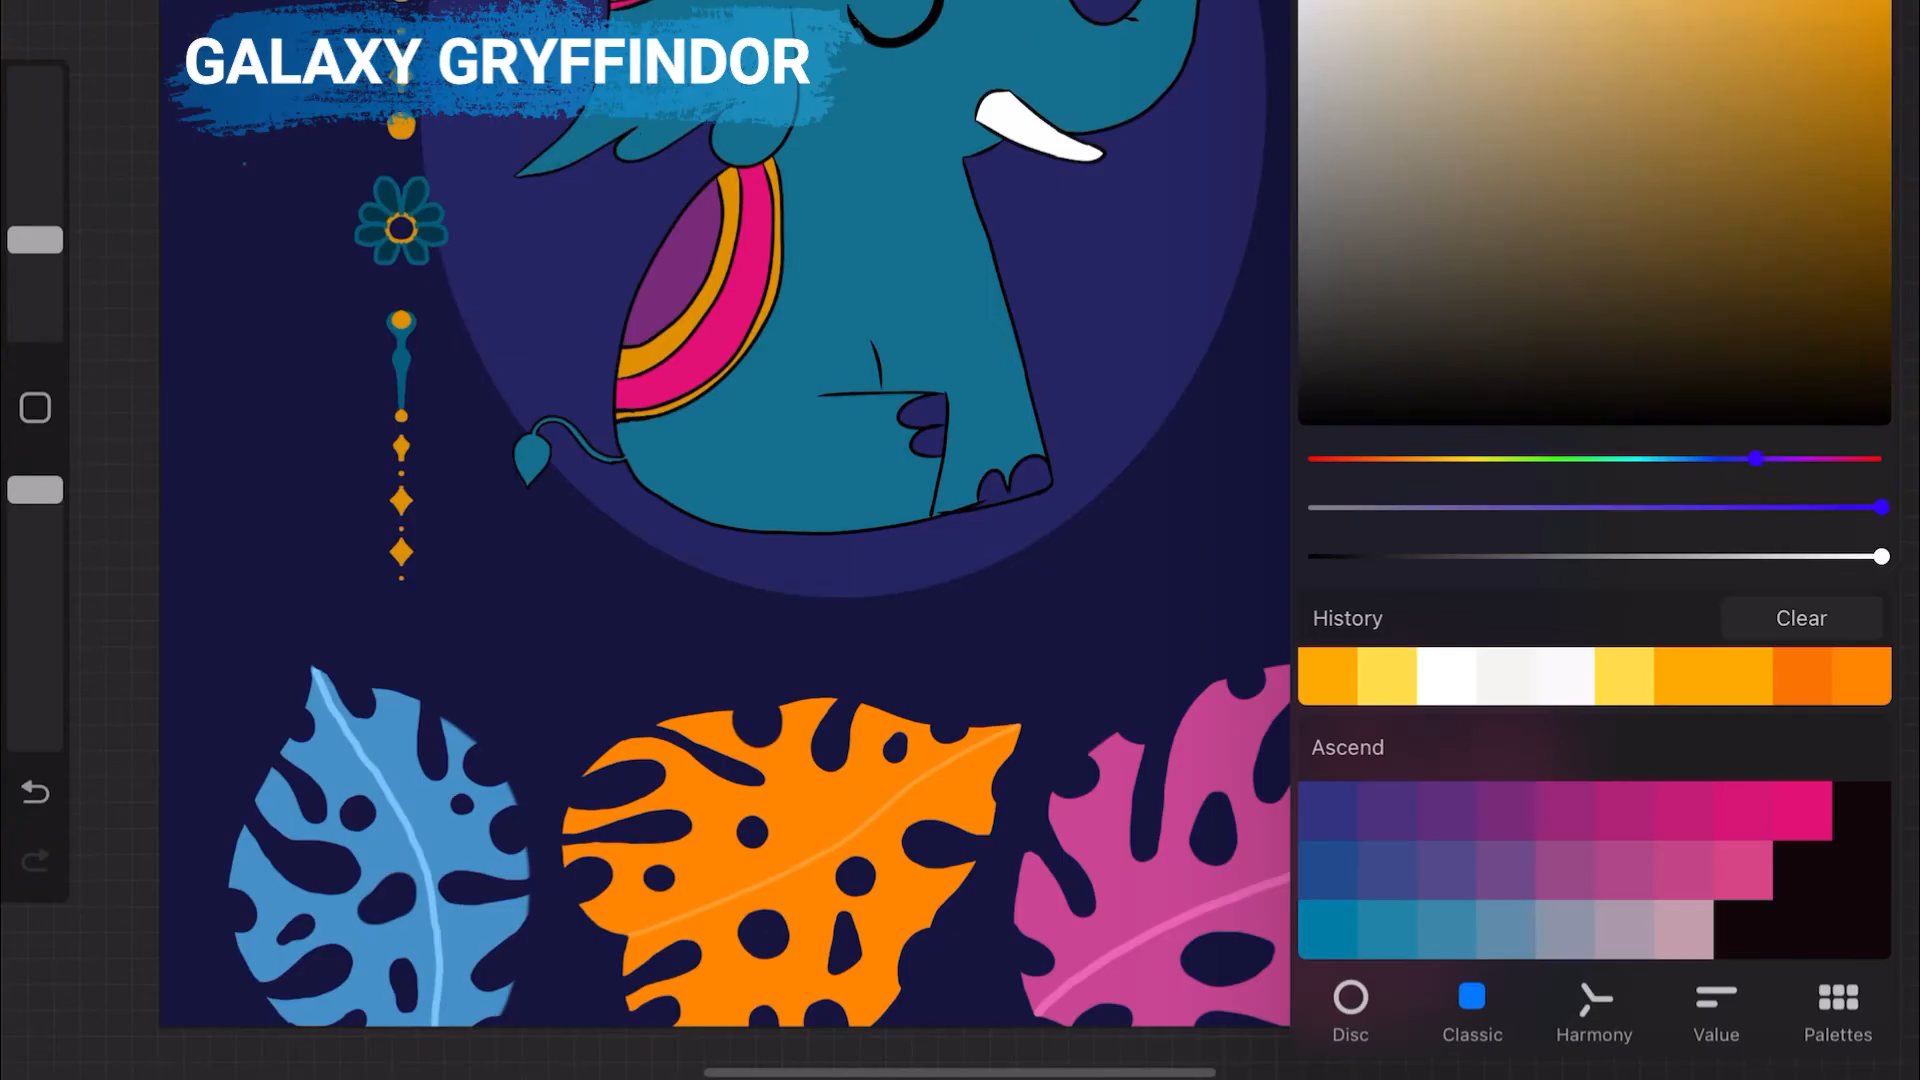 GALAXY GRYFFINDOR
History
Clear
Ascend
Disc
Classic
Harmony
Value
Palettes